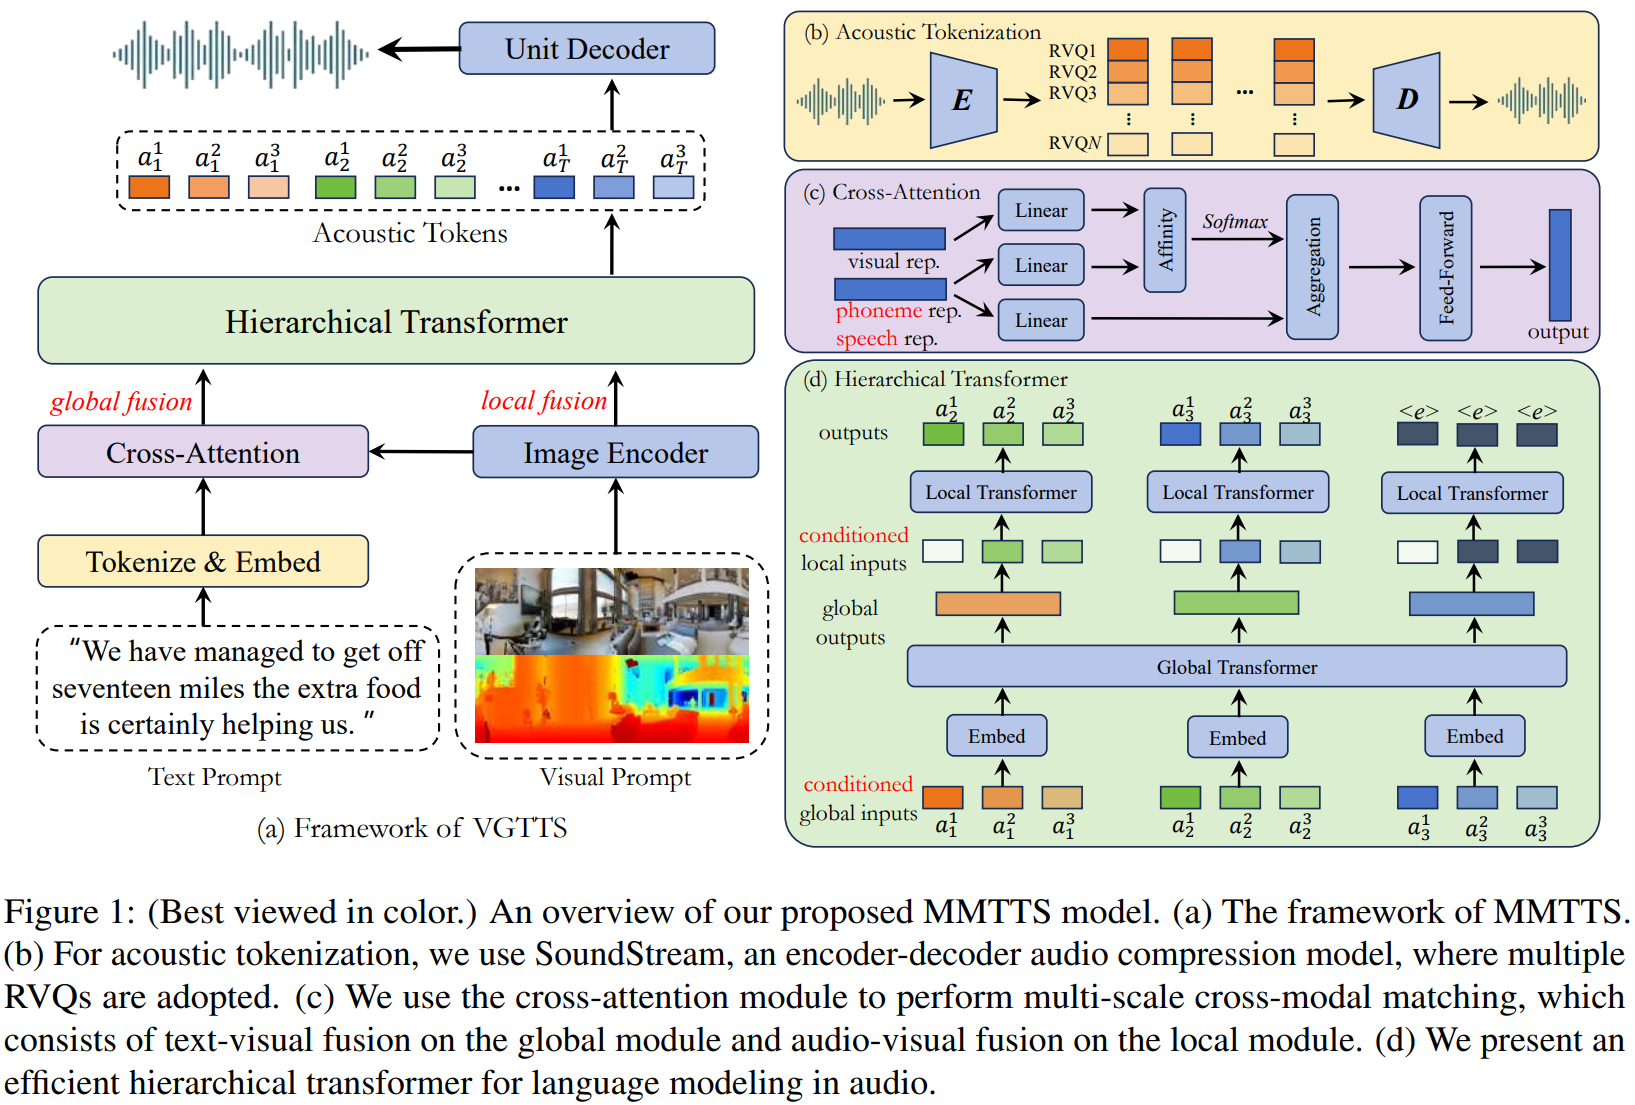 Unit Decoder
a_1^1 a_1^2 a_1^3 a_2^1 a_2^2 a_2^3 ... a_T^1 a_T^2 a_T^3
Acoustic Tokens
Hierarchical Transformer
global fusion
local fusion
Cross-Attention
Image Encoder
Tokenize & Embed
"We have managed to get off
seventeen miles the extra food
is certainly helping us. "
Text Prompt
Visual Prompt
(a) Framework of VGTTS
(b) Acoustic Tokenization
E
RVQ1
RVQ2
RVQ3
...
RVQN
D
(c) Cross-Attention
visual rep.
phoneme rep.
speech rep.
Linear
Linear
Linear
Affinity
Softmax
Aggregation
Feed-Forward
output
(d) Hierarchical Transformer
outputs
a_2^1 a_2^2 a_2^3 a_3^1 a_3^2 a_3^3 <e> <e> <e>
Local Transformer Local Transformer Local Transformer
conditioned
local inputs
global
outputs
Global Transformer
Embed Embed Embed
conditioned
global inputs
a_1^1 a_1^2 a_1^3 a_2^1 a_2^2 a_2^3 a_3^1 a_3^2 a_3^3
Figure 1: (Best viewed in color.) An overview of our proposed MMTTS model. (a) The framework of MMTTS.
(b) For acoustic tokenization, we use SoundStream, an encoder-decoder audio compression model, where multiple
RVQs are adopted. (c) We use the cross-attention module to perform multi-scale cross-modal matching, which
consists of text-visual fusion on the global module and audio-visual fusion on the local module. (d) We present an
efficient hierarchical transformer for language modeling in audio.